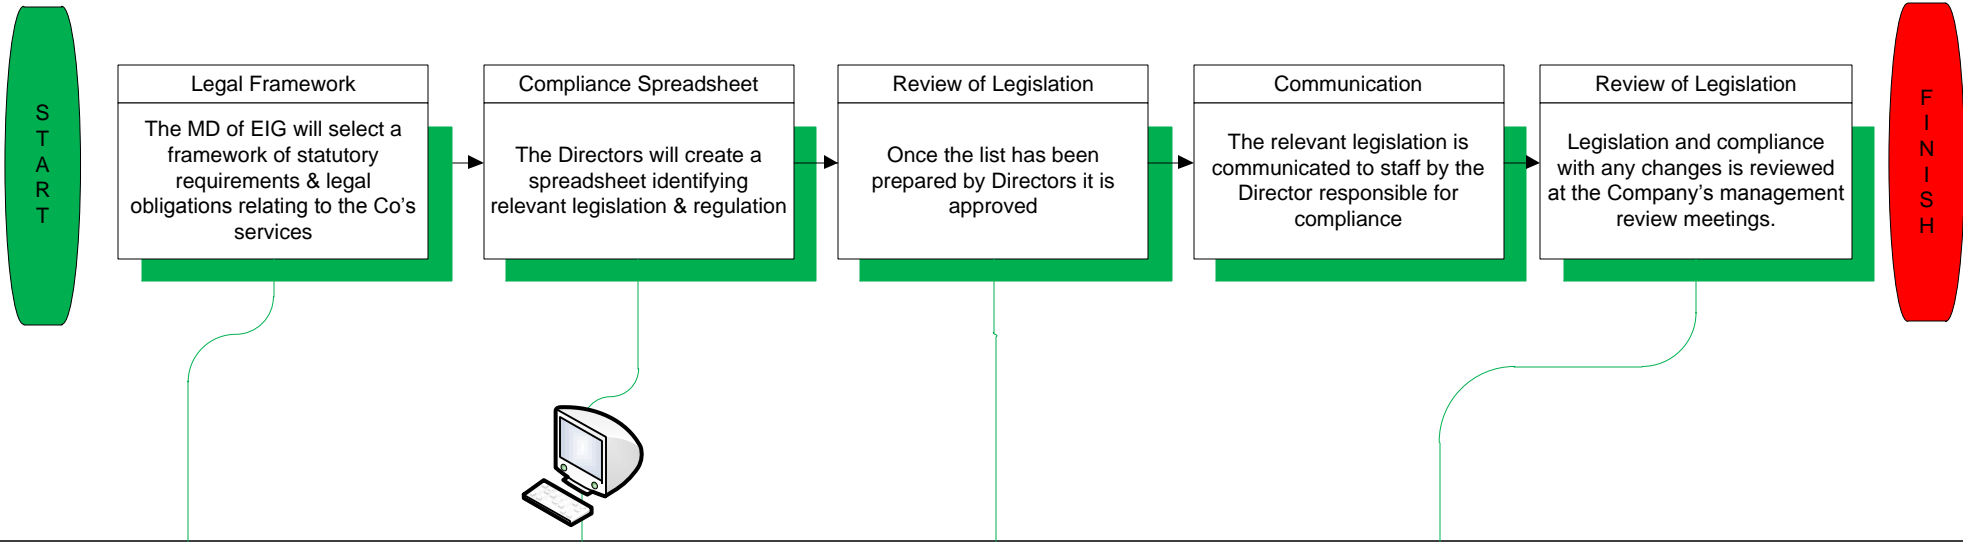 START
Legal Framework
The MD of EIG will select a
framework of statutory
requirements & legal
obligations relating to the Co's
services
Compliance Spreadsheet
The Directors will create a
spreadsheet identifying
relevant legislation & regulation
Review of Legislation
Once the list has been
prepared by Directors it is
approved
Communication
The relevant legislation is
communicated to staff by the
Director responsible for
compliance
Review of Legislation
Legislation and compliance
with any changes is reviewed
at the Company’s management
review meetings.
FINISH